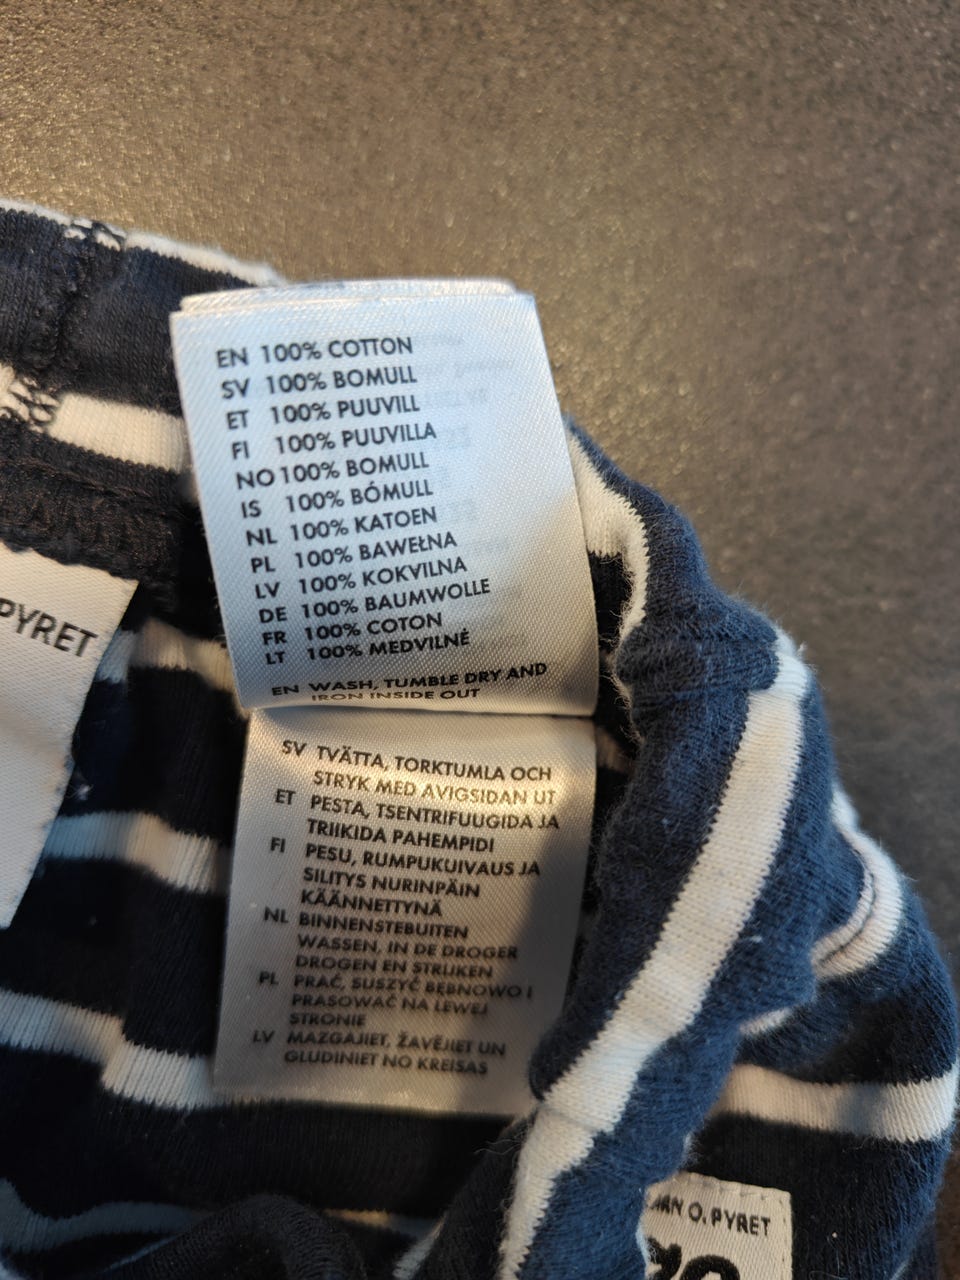 EN 100% COTTON
SV 100% BOMULL
ET 100% PUUVILL
FI 100% PUUVILLA
NO 100% BOMULL
IS 100% BÓMULL
NL 100% KATOEN
PL 100% BAWEŁNA
LV 100% KOKVILNA
DE 100% BAUMWOLLE
FR 100% COTON
LT 100% MEDVILNĖ
EN WASH, TUMBLE DRY AND
IRON INSIDE OUT
SV TVÄTTA, TORKTUMLA OCH
STRYK MED AVIGSIDAN UT
ET PESTA, TSENTRIFUUGIDA JA
TRIIKIDA PAHEMPIDI
FI PESU, RUMPUKUIVAUS JA
SILITYS NURINPÄIN
KÄÄNNETTYNÄ
NL BINNENSTEBUITEN
WASSEN, IN DE DROGER
DROGEN EN STRIJKEN
PL PRAĆ, SUSZYĆ BĘBNOWO I
PRASOWAĆ NA LEWEJ
STRONIE
LV MAZGAJIET, ŽAVĒJIET UN
GLUDINIET NO KREISAS
PYRET
O. PYRET